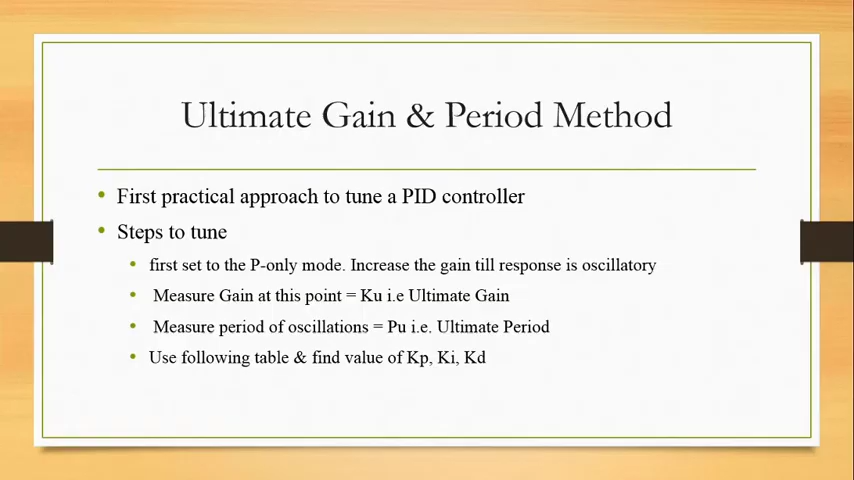 Ultimate Gain & Period Method
• First practical approach to tune a PID controller
• Steps to tune
• first set to the P-only mode. Increase the gain till response is oscillatory
• Measure Gain at this point = Ku i.e Ultimate Gain
• Measure period of oscillations = Pu i.e. Ultimate Period
• Use following table & find value of Kp, Ki, Kd